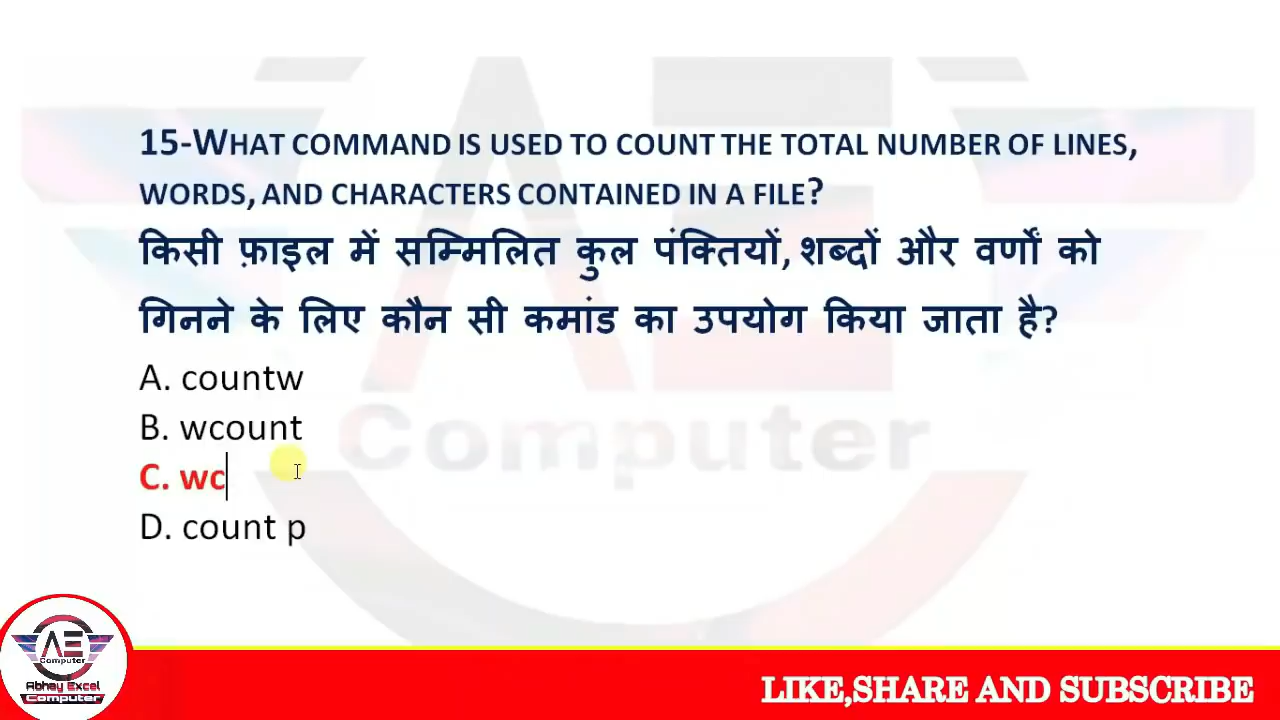 15-WHAT COMMAND IS USED TO COUNT THE TOTAL NUMBER OF LINES,
WORDS, AND CHARACTERS CONTAINED IN A FILE?
किसी फ़ाइल में सम्मिलित कुल पंक्तियों, शब्दों और वर्णों को
गिनने के लिए कौन सी कमांड का उपयोग किया जाता है?
A. countw
B. wcount
C. wc
D. count p
Computer
AE
Computer
Abhay Excel
Computer
LIKE,SHARE AND SUBSCRIBE